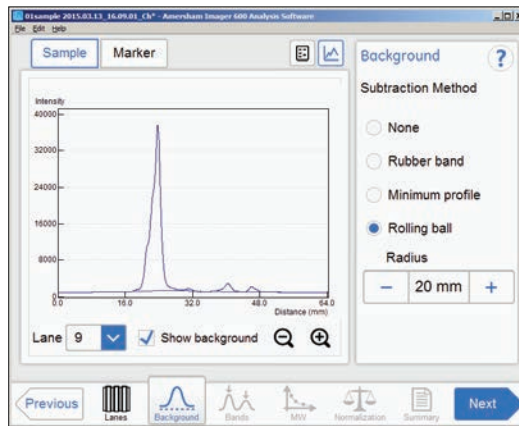 01sample 2015.03.13_16.09.01_Ch* - Amersham Imager 600 Analysis Software
File Edit Help
Sample Marker
Intensity
40000
32000
24000
16000
8000
0
0.0 16.0 32.0 48.0 64.0
Distance (mm)
Lane 9 Show background
Background ?
Subtraction Method
None
Rubber band
Minimum profile
Rolling ball
Radius
− 20 mm +
Previous Lanes Background Bands MW Normalization Summary Next